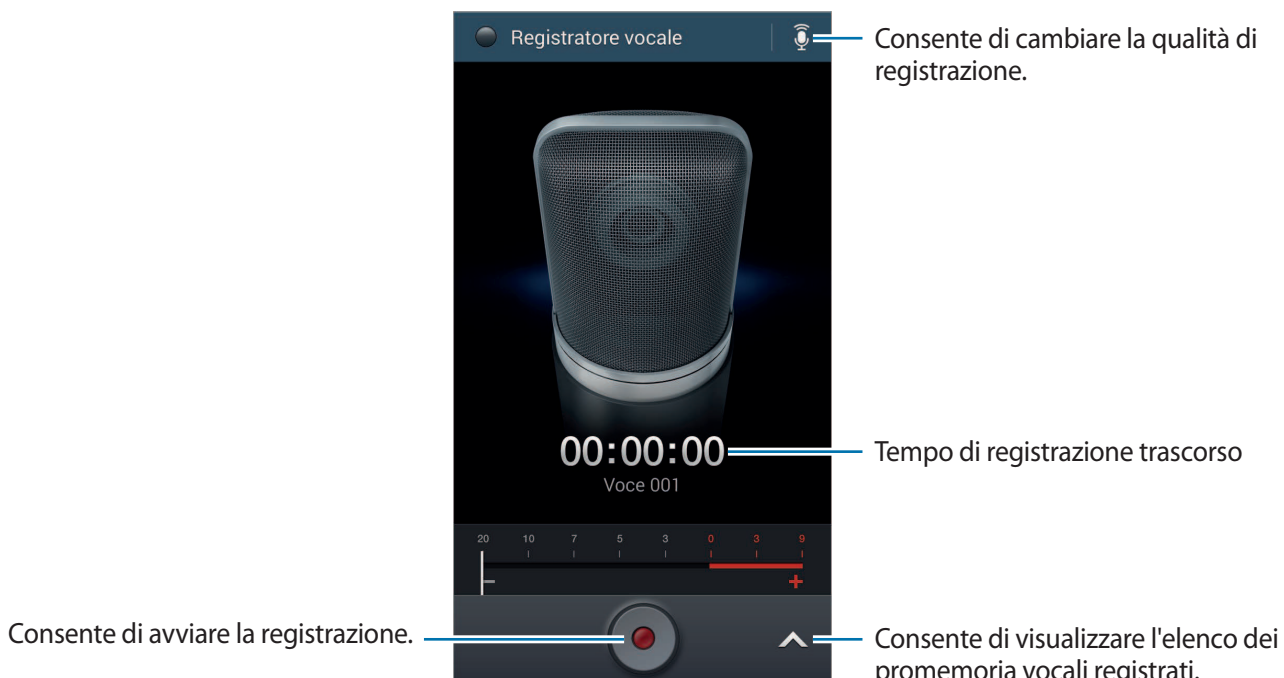 Registratore vocale
Consente di cambiare la qualità di
registrazione.
00:00:00
Tempo di registrazione trascorso
Voce 001
20 10 7 5 3 0 3 9
- +
Consente di avviare la registrazione.
Consente di visualizzare l'elenco dei
promemoria vocali registrati.